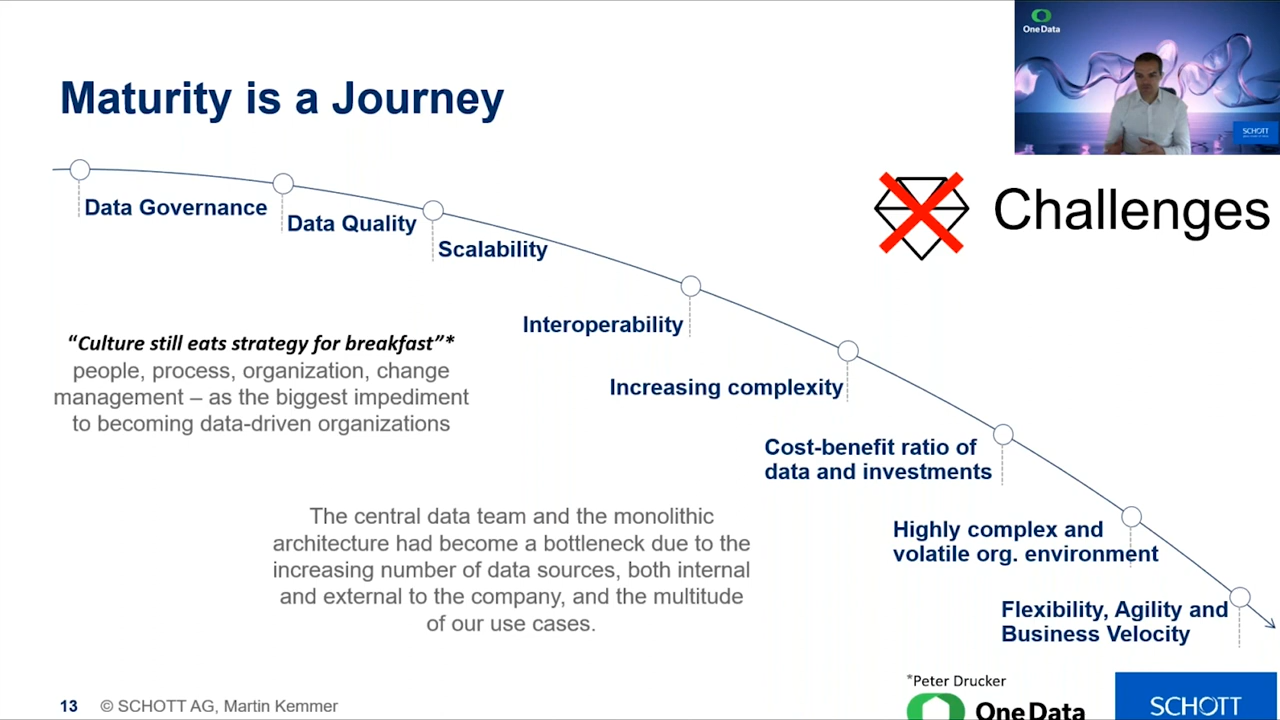 One Data
SCHOTT
Maturity is a Journey
Challenges
Data Governance
Data Quality
Scalability
Interoperability
Increasing complexity
Cost-benefit ratio of
data and investments
Highly complex and
volatile org. environment
Flexibility, Agility and
Business Velocity
“Culture still eats strategy for breakfast”*
people, process, organization, change
management – as the biggest impediment
to becoming data-driven organizations
The central data team and the monolithic
architecture had become a bottleneck due to the
increasing number of data sources, both internal
and external to the company, and the multitude
of our use cases.
*Peter Drucker
13 © SCHOTT AG, Martin Kemmer
One Data
SCHOTT